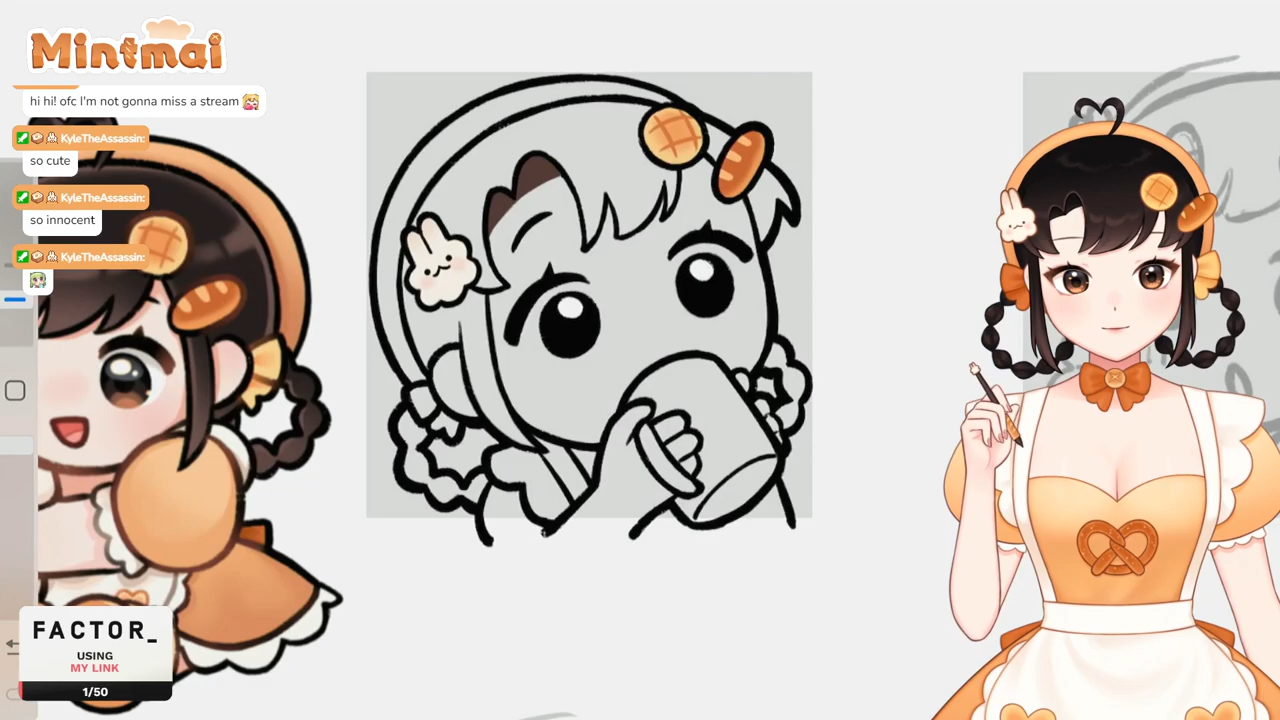 Mintmai
hi hi! ofc I'm not gonna miss a stream
KyleTheAssassin:
so cute
KyleTheAssassin:
so innocent
KyleTheAssassin:
FACTOR_
USING
MY LINK
1/50